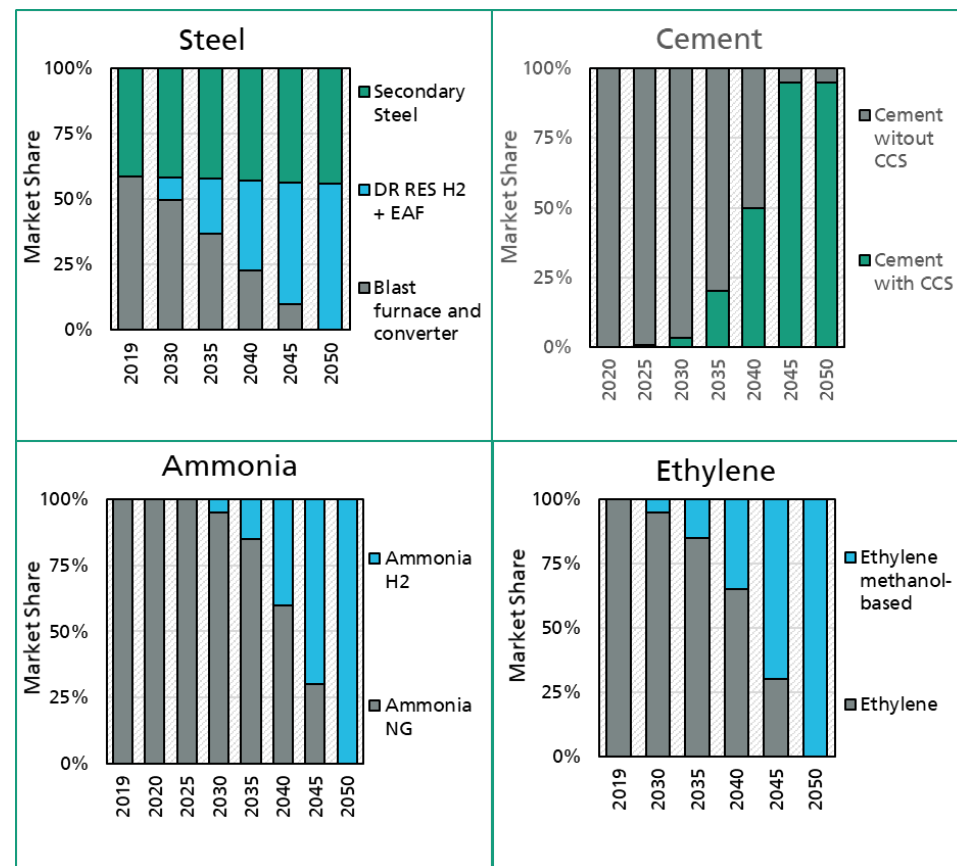 Steel
Market Share
100%
75%
50%
25%
0%
2019
2030
2035
2040
2045
2050
Secondary
Steel
DR RES H2
+ EAF
Blast
furnace and
converter
Cement
Market Share
100%
75%
50%
25%
0%
2020
2025
2030
2035
2040
2045
2050
Cement
witout
CCS
Cement
with CCS
Ammonia
Market Share
100%
75%
50%
25%
0%
2019
2020
2025
2030
2035
2040
2045
2050
Ammonia
H2
Ammonia
NG
Ethylene
Market Share
100%
75%
50%
25%
0%
2019
2030
2035
2040
2045
2050
Ethylene
methanol-
based
Ethylene